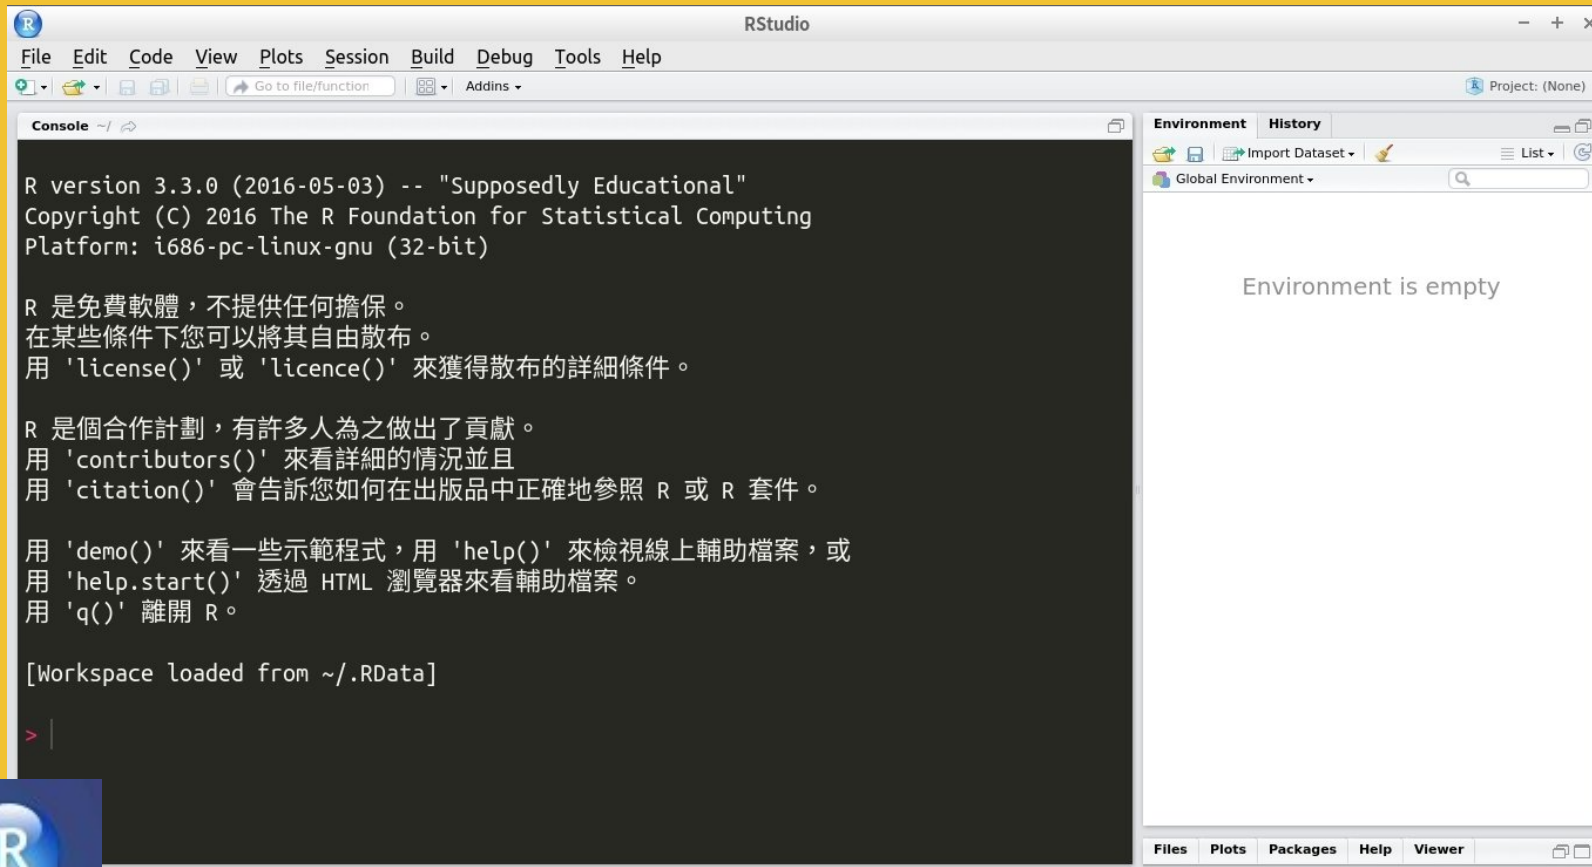 R
RStudio
File Edit Code View Plots Session Build Debug Tools Help
Go to file/function Addins Project: (None)
Console ~/
R version 3.3.0 (2016-05-03) -- "Supposedly Educational"
Copyright (C) 2016 The R Foundation for Statistical Computing
Platform: i686-pc-linux-gnu (32-bit)
R 是免費軟體，不提供任何擔保。
在某些條件下您可以將其自由散布。
用 'license()' 或 'licence()' 來獲得散布的詳細條件。
R 是個合作計劃，有許多人為之做出了貢獻。
用 'contributors()' 來看詳細的情況並且
用 'citation()' 會告訴您如何在出版品中正確地參照 R 或 R 套件。
用 'demo()' 來看一些示範程式，用 'help()' 來檢視線上輔助檔案，或
用 'help.start()' 透過 HTML 瀏覽器來看輔助檔案。
用 'q()' 離開 R。
[Workspace loaded from ~/.RData]
>
Environment History
Import Dataset List
Global Environment
Environment is empty
Files Plots Packages Help Viewer
R